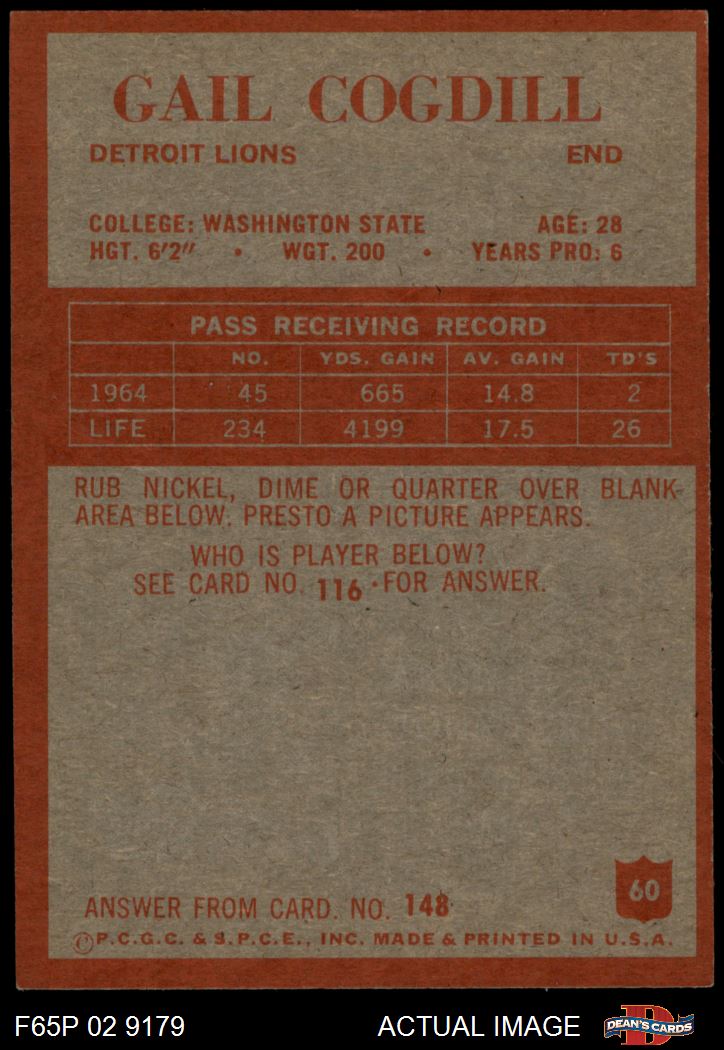 GAIL COGDILL
DETROIT LIONS END
COLLEGE: WASHINGTON STATE AGE: 28
HGT. 6'2" • WGT. 200 • YEARS PRO: 6
PASS RECEIVING RECORD
NO. YDS. GAIN AV. GAIN TD'S
1964 45 665 14.8 2
LIFE 234 4199 17.5 26
RUB NICKEL, DIME OR QUARTER OVER BLANK
AREA BELOW. PRESTO A PICTURE APPEARS.
WHO IS PLAYER BELOW?
SEE CARD NO. 116 FOR ANSWER.
60
ANSWER FROM CARD. NO. 148
©P.C.G.C. & S.P.C.E., INC. MADE & PRINTED IN U.S.A.
F65P 02 9179 ACTUAL IMAGE D DEAN'S CARDS